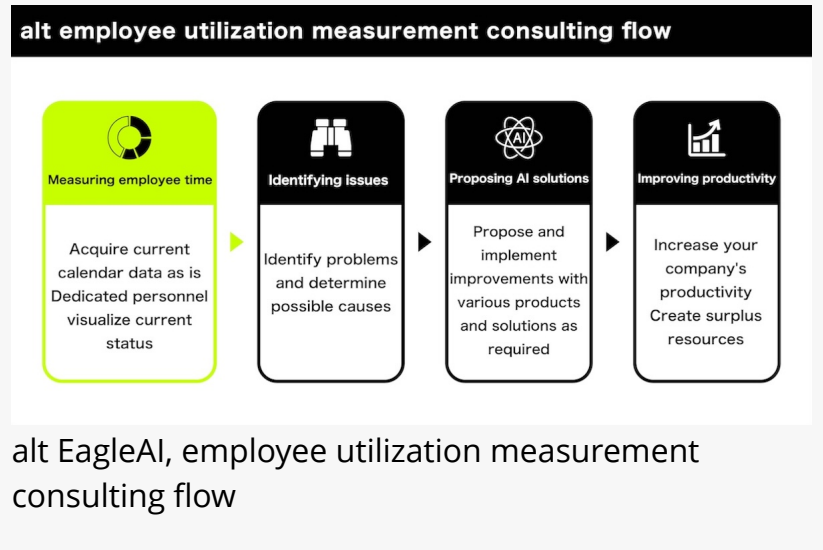 alt employee utilization measurement consulting flow
Measuring employee time
Acquire current
calendar data as is
Dedicated personnel
visualize current
status
Identifying issues
Identify problems
and determine
possible causes
AI
Proposing AI solutions
Propose and
implement
improvements with
various products
and solutions as
required
Improving productivity
Increase your
company's
productivity
Create surplus
resources
alt EagleAI, employee utilization measurement
consulting flow